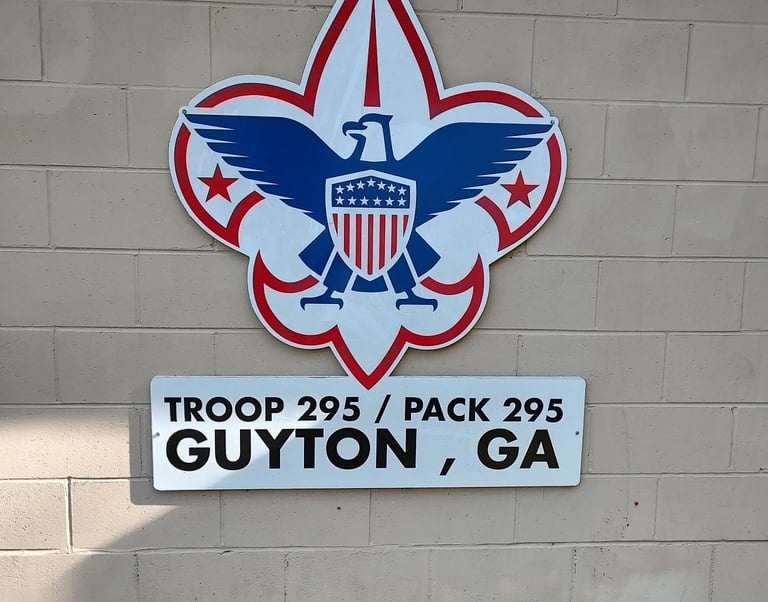 TROOP 295 / PACK 295
GUYTON , GA